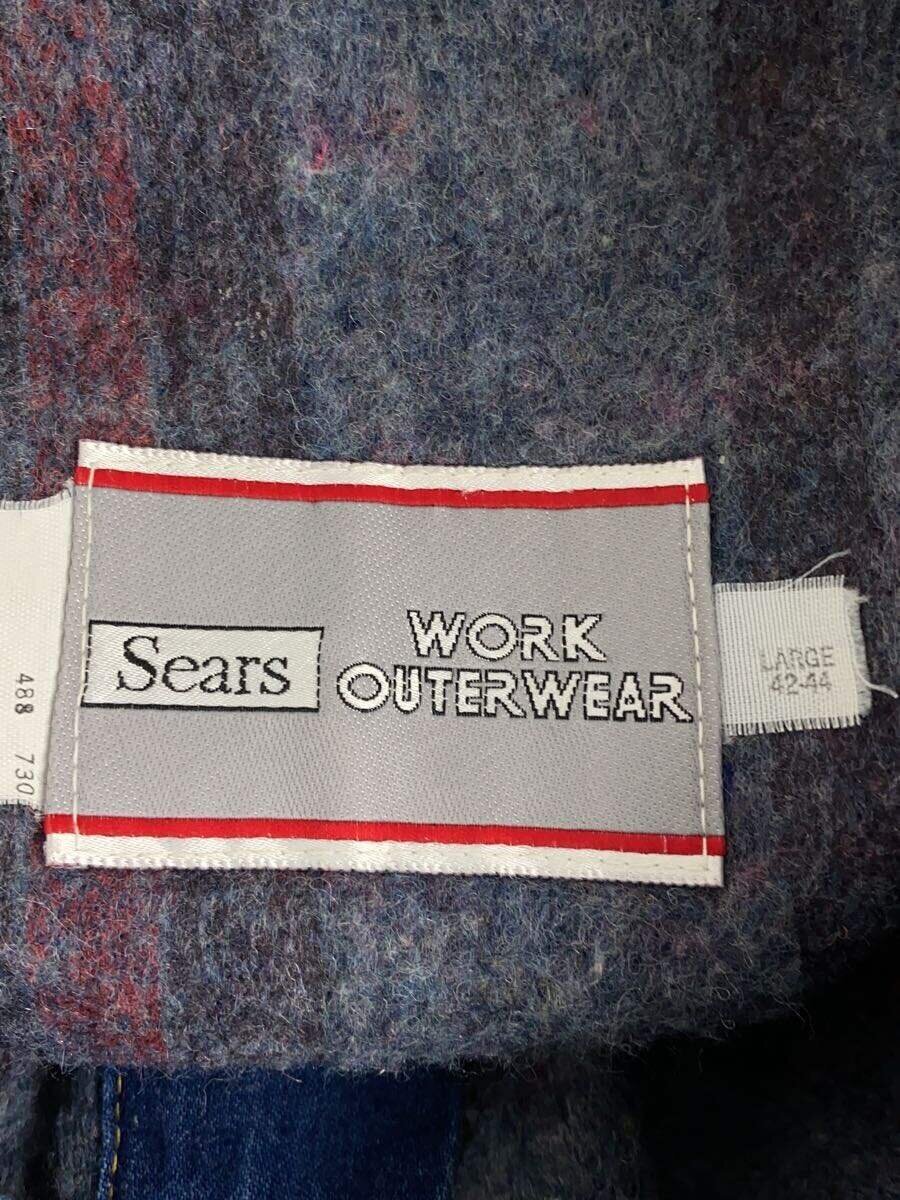 Sears
WORK
OUTERWEAR
LARGE
42-44
488 730